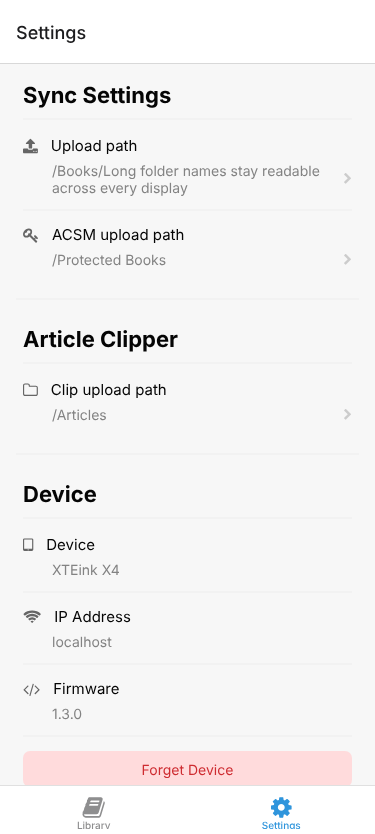 Settings
Sync Settings
Upload path
/Books/Long folder names stay readable
across every display
ACSM upload path
/Protected Books
Article Clipper
Clip upload path
/Articles
Device
Device
XTEink X4
IP Address
localhost
Firmware
1.3.0
Forget Device
Library
Settings